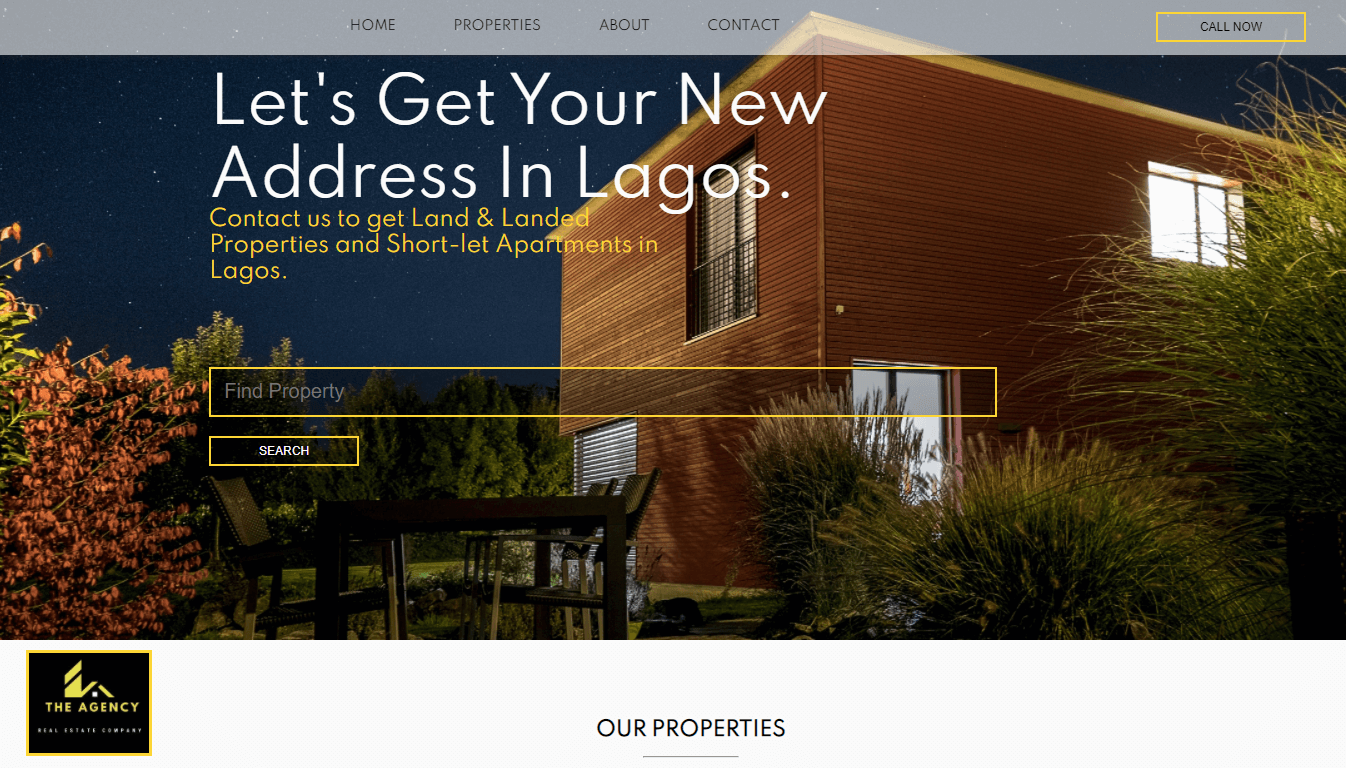 HOME PROPERTIES ABOUT CONTACT CALL NOW
Let's Get Your New
Address In Lagos.
Contact us to get Land & Landed
Properties and Short-let Apartments in
Lagos.
Find Property
SEARCH
THE AGENCY
REAL ESTATE COMPANY
OUR PROPERTIES